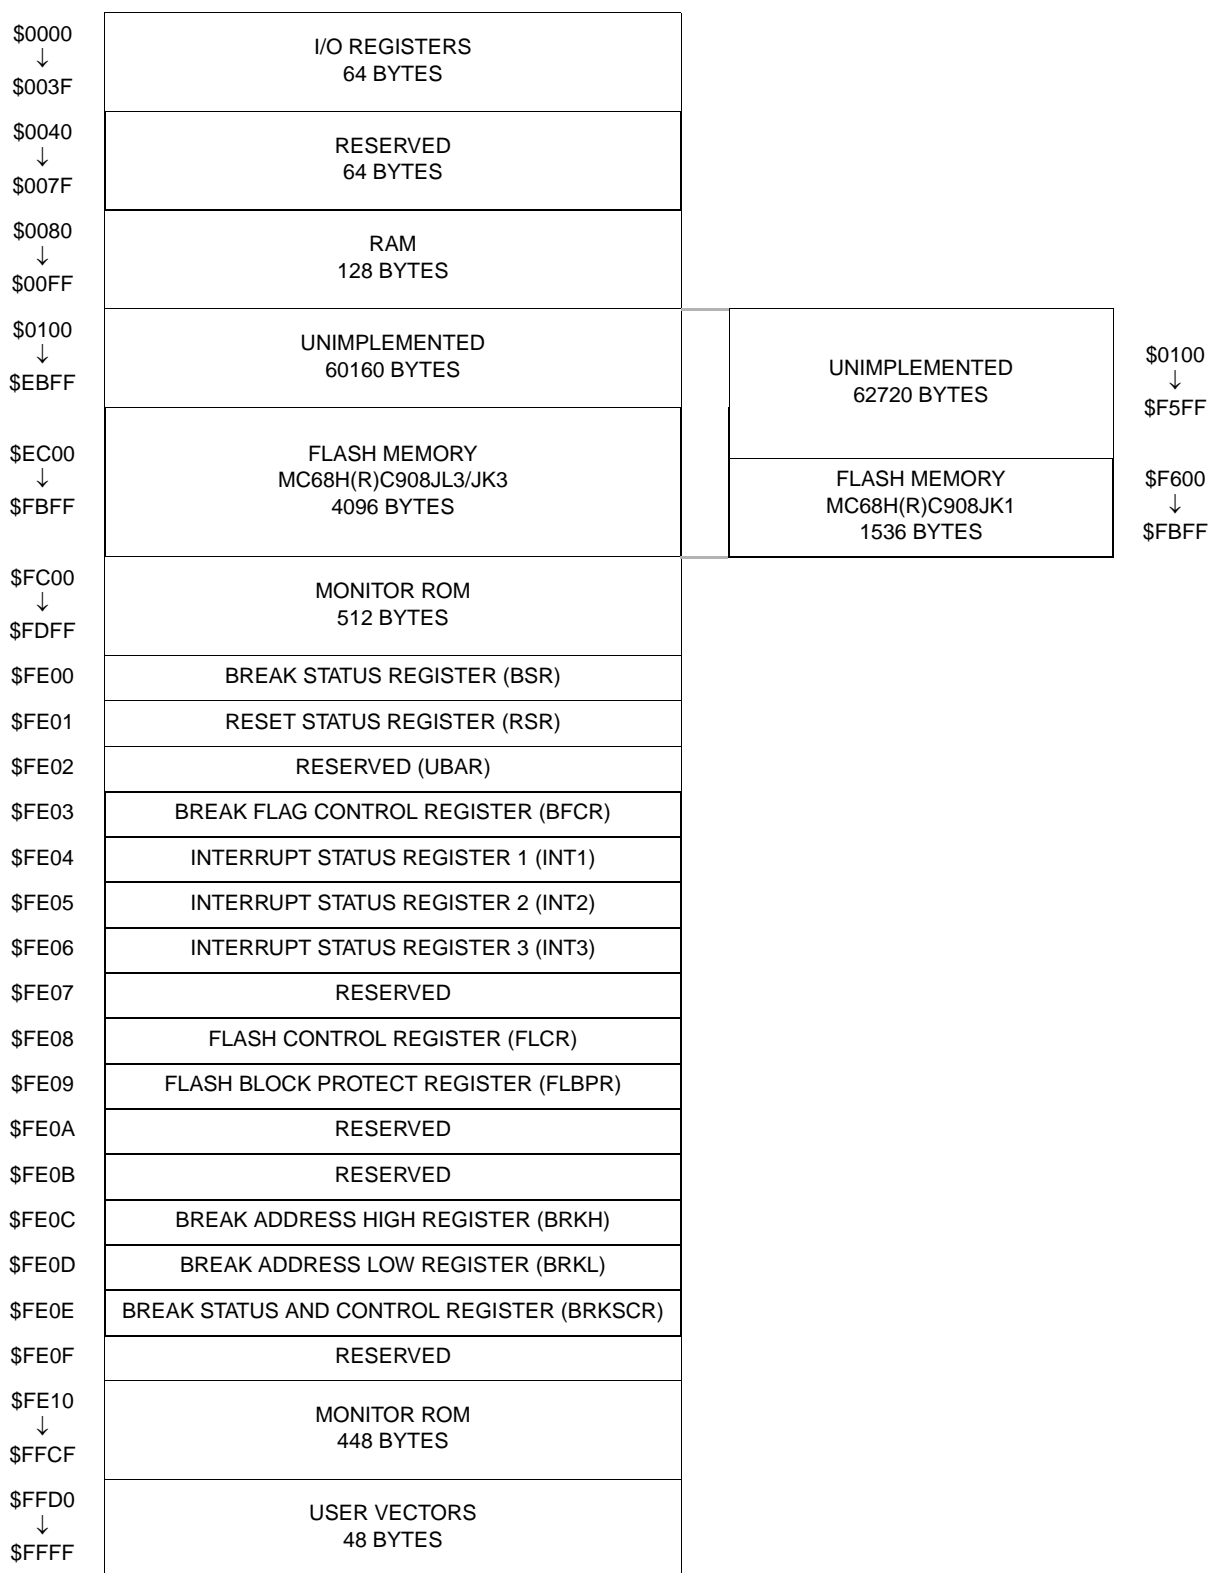 $0000
↓
$003F
I/O REGISTERS
64 BYTES
$0040
↓
$007F
RESERVED
64 BYTES
$0080
↓
$00FF
RAM
128 BYTES
$0100
↓
$EBFF
UNIMPLEMENTED
60160 BYTES
UNIMPLEMENTED
62720 BYTES
$0100
↓
$F5FF
$EC00
↓
$FBFF
FLASH MEMORY
MC68H(R)C908JL3/JK3
4096 BYTES
FLASH MEMORY
MC68H(R)C908JK1
1536 BYTES
$F600
↓
$FBFF
$FC00
↓
$FDFF
MONITOR ROM
512 BYTES
$FE00 BREAK STATUS REGISTER (BSR)
$FE01 RESET STATUS REGISTER (RSR)
$FE02 RESERVED (UBAR)
$FE03 BREAK FLAG CONTROL REGISTER (BFCR)
$FE04 INTERRUPT STATUS REGISTER 1 (INT1)
$FE05 INTERRUPT STATUS REGISTER 2 (INT2)
$FE06 INTERRUPT STATUS REGISTER 3 (INT3)
$FE07 RESERVED
$FE08 FLASH CONTROL REGISTER (FLCR)
$FE09 FLASH BLOCK PROTECT REGISTER (FLBPR)
$FE0A RESERVED
$FE0B RESERVED
$FE0C BREAK ADDRESS HIGH REGISTER (BRKH)
$FE0D BREAK ADDRESS LOW REGISTER (BRKL)
$FE0E BREAK STATUS AND CONTROL REGISTER (BRKSCR)
$FE0F RESERVED
$FE10
↓
$FFCF
MONITOR ROM
448 BYTES
$FFD0
↓
$FFFF
USER VECTORS
48 BYTES